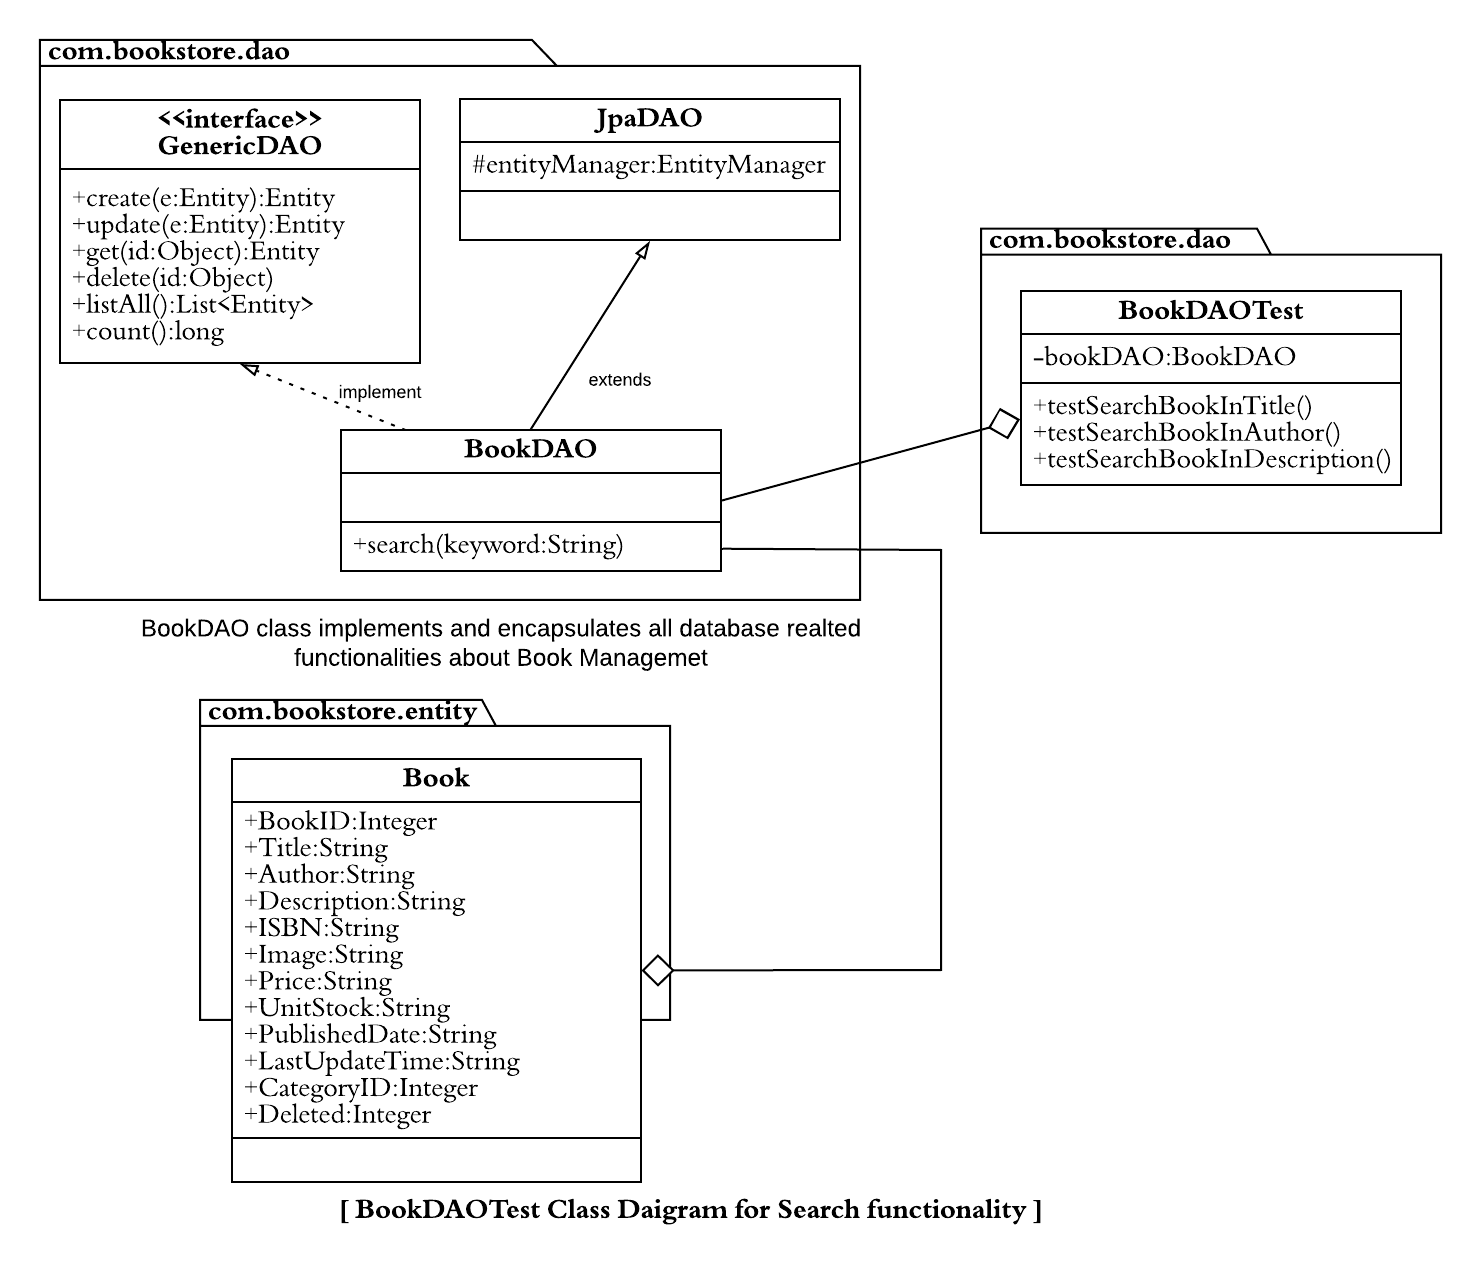 com.bookstore.dao
<<interface>>
GenericDAO
+create(e:Entity):Entity
+update(e:Entity):Entity
+get(id:Object):Entity
+delete(id:Object)
+listAll():List<Entity>
+count():long
JpaDAO
#entityManager:EntityManager
implement
extends
BookDAO
+search(keyword:String)
com.bookstore.dao
BookDAOTest
-bookDAO:BookDAO
+testSearchBookInTitle()
+testSearchBookInAuthor()
+testSearchBookInDescription()
BookDAO class implements and encapsulates all database realted
functionalities about Book Managemet
com.bookstore.entity
Book
+BookID:Integer
+Title:String
+Author:String
+Description:String
+ISBN:String
+Image:String
+Price:String
+UnitStock:String
+PublishedDate:String
+LastUpdateTime:String
+CategoryID:Integer
+Deleted:Integer
[ BookDAOTest Class Daigram for Search functionality ]